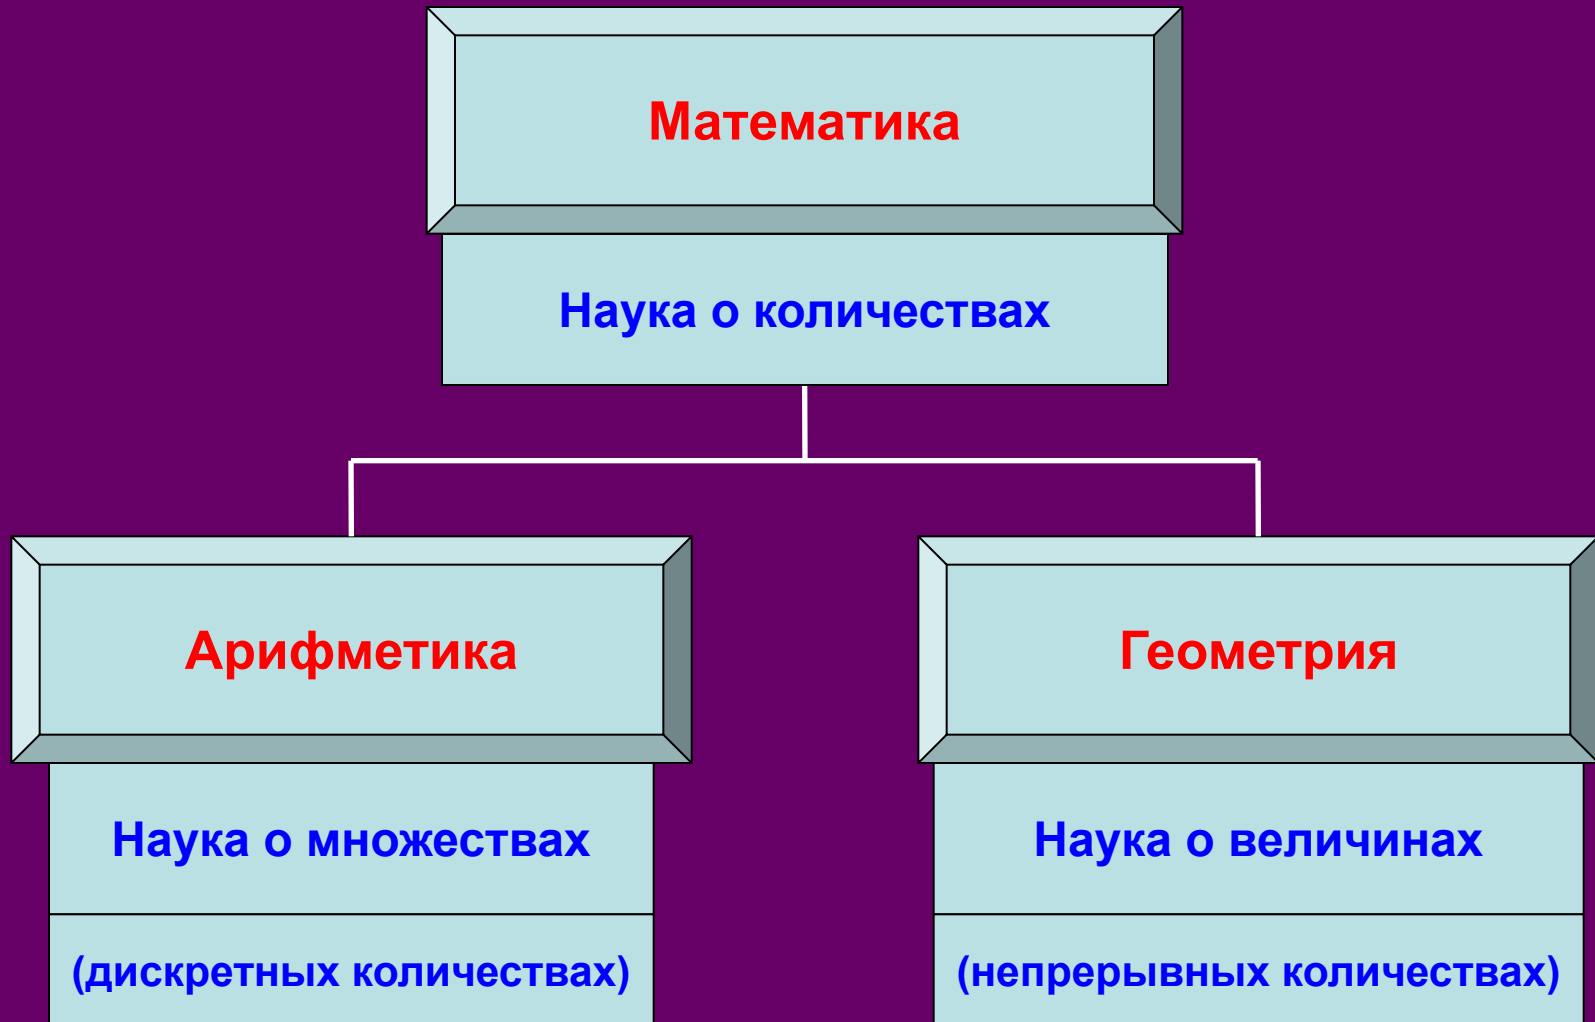 Математика
Наука о количествах
Арифметика
Наука о множествах
(дискретных количествах)
Геометрия
Наука о величинах
(непрерывных количествах)